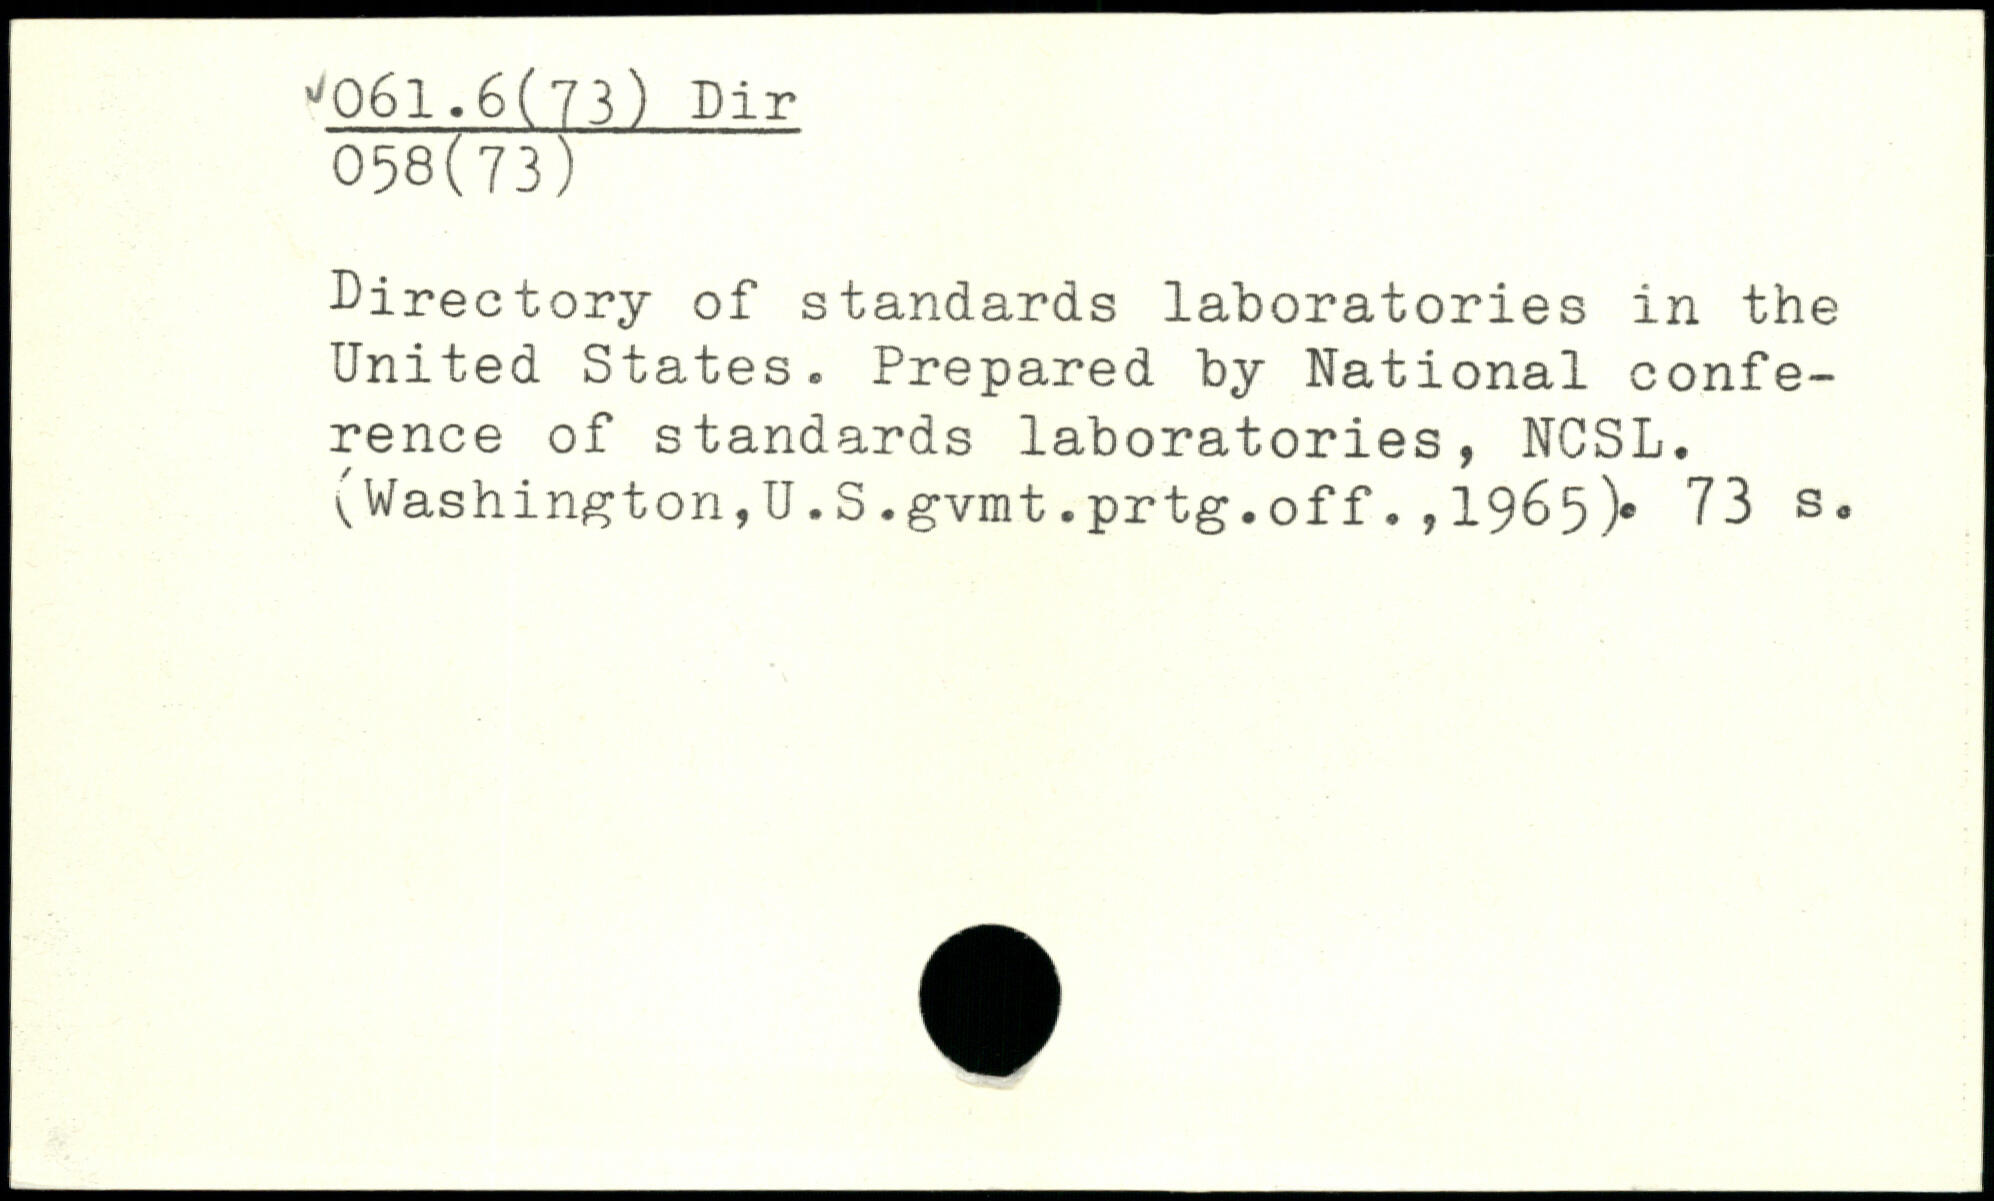 ✓061.6(73) Dir
058(73)
Directory of standards laboratories in the
United States. Prepared by National confe-
rence of standards laboratories, NCSL.
(Washington,U.S.gvmt.prtg.off.,1965). 73 s.